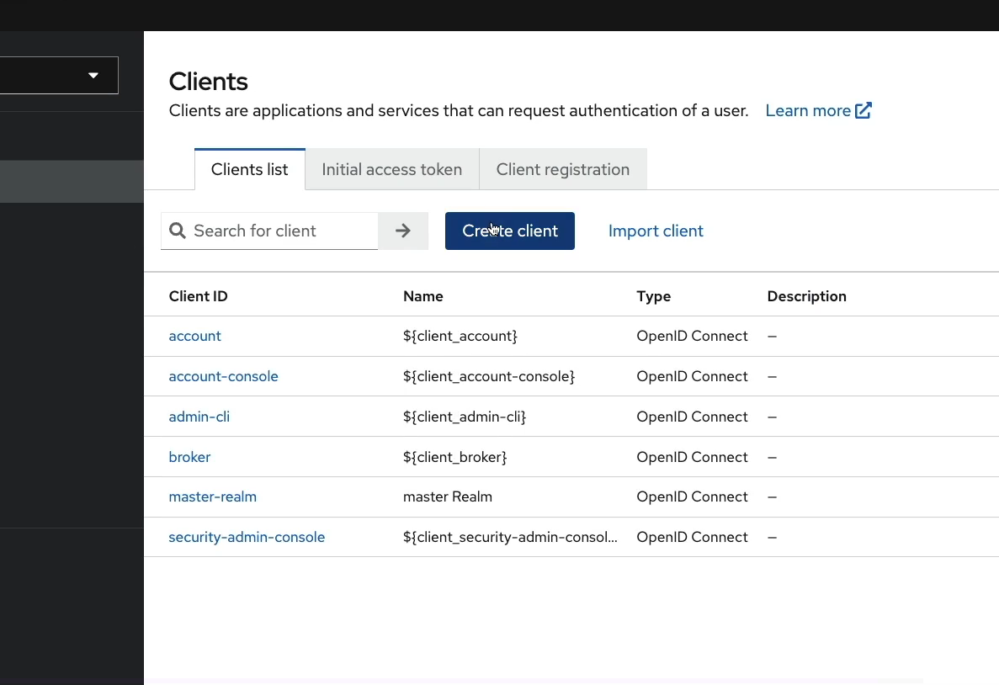 Clients
Clients are applications and services that can request authentication of a user. Learn more
Clients list Initial access token Client registration
Search for client Create client Import client
Client ID Name Type Description
account ${client_account} OpenID Connect –
account-console ${client_account-console} OpenID Connect –
admin-cli ${client_admin-cli} OpenID Connect –
broker ${client_broker} OpenID Connect –
master-realm master Realm OpenID Connect –
security-admin-console ${client_security-admin-consol... OpenID Connect –